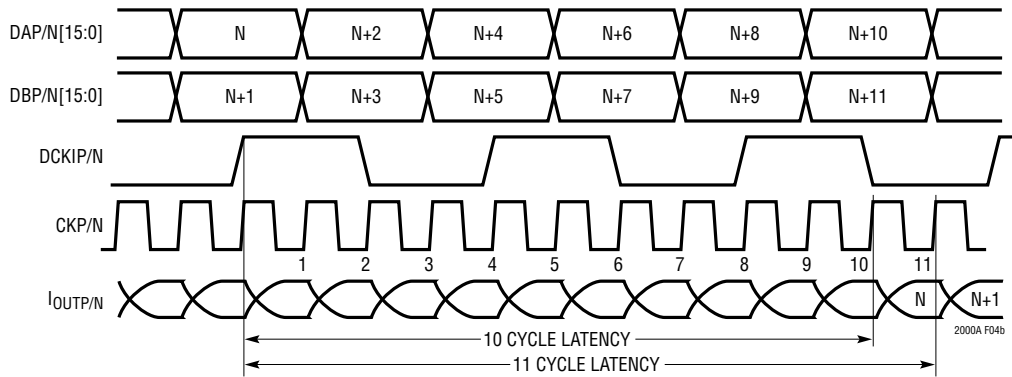 DAP/N[15:0] N N+2 N+4 N+6 N+8 N+10
DBP/N[15:0] N+1 N+3 N+5 N+7 N+9 N+11
DCKIP/N
CKP/N
1 2 3 4 5 6 7 8 9 10 11
IOUTP/N N N+1
2000A F04b
10 CYCLE LATENCY
11 CYCLE LATENCY